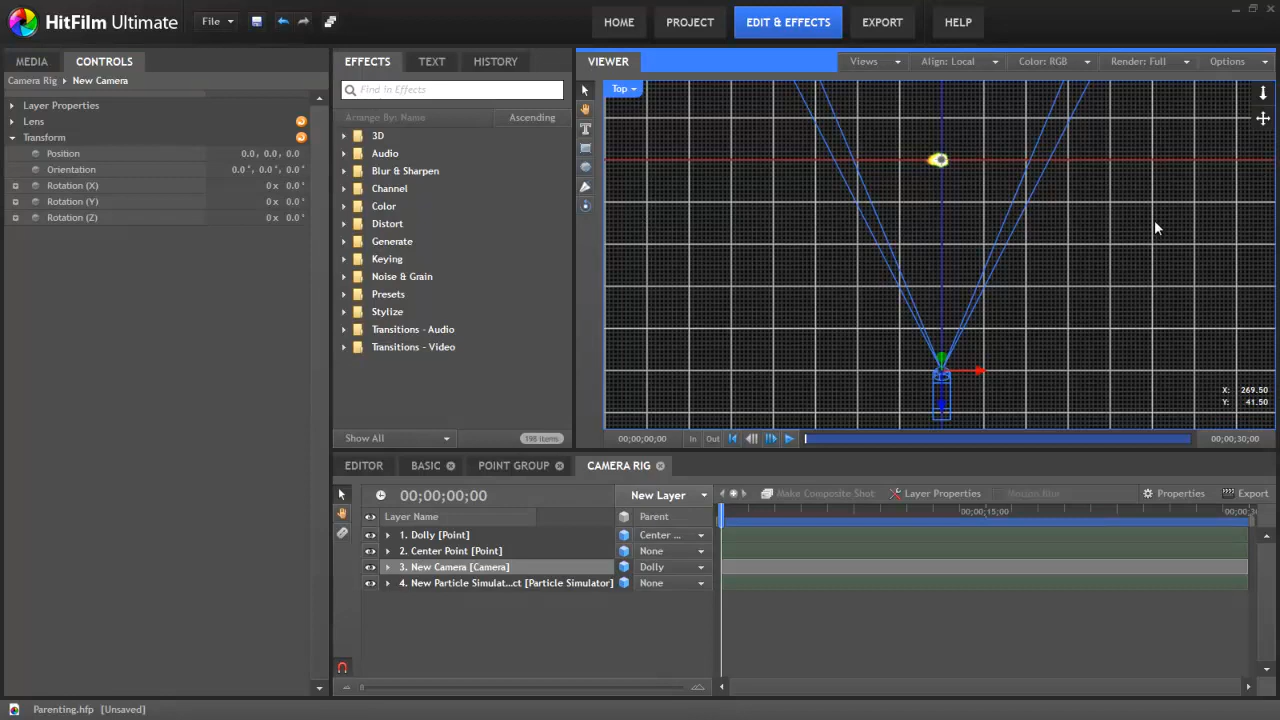 HitFilm Ultimate
File
HOME
PROJECT
EDIT & EFFECTS
EXPORT
HELP
MEDIA
CONTROLS
Camera Rig ▸ New Camera
Layer Properties
Lens
Transform
Position 0.0, 0.0, 0.0
Orientation 0.0°, 0.0°, 0.0°
Rotation (X) 0 x 0.0°
Rotation (Y) 0 x 0.0°
Rotation (Z) 0 x 0.0°
EFFECTS
TEXT
HISTORY
Find in Effects
Arrange By: Name
Ascending
3D
Audio
Blur & Sharpen
Channel
Color
Distort
Generate
Keying
Noise & Grain
Presets
Stylize
Transitions - Audio
Transitions - Video
Show All
198 items
VIEWER
Views
Align: Local
Color: RGB
Render: Full
Options
Top
X: 269.50
Y: 41.50
00;00;00;00
In
Out
00;00;30;00
EDITOR
BASIC
POINT GROUP
CAMERA RIG
00;00;00;00
New Layer
Make Composite Shot
Layer Properties
Motion Blur
Properties
Export
Layer Name
Parent
00;00;15;00
1. Dolly [Point] Center ...
2. Center Point [Point] None
3. New Camera [Camera] Dolly
4. New Particle Simulat...ct [Particle Simulator] None
Parenting.hfp [Unsaved]